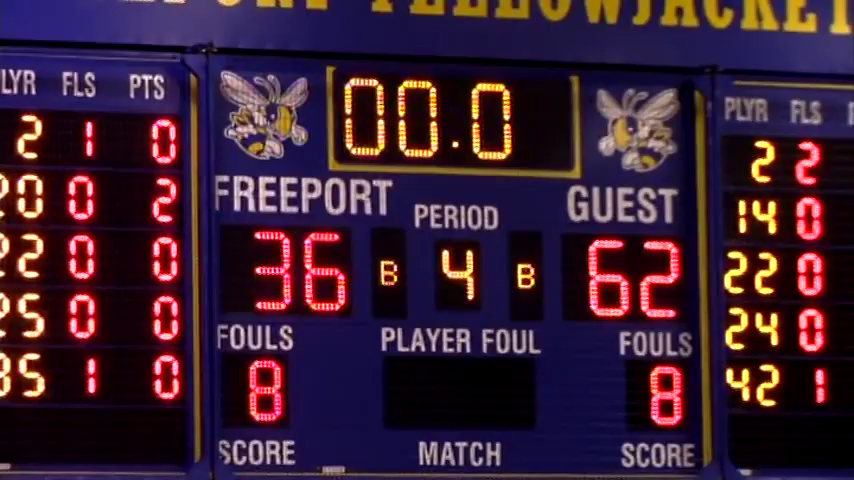 YELLOWJACKET
PLYR FLS PTS
00.0
PLYR FLS
2 1 0
2 2
FREEPORT
GUEST
20 0 2
PERIOD
14 0
36 B 4 B 62
22 0 0
22 0
25 0 0
FOULS
PLAYER FOUL
FOULS
24 0
35 1 0
8
8
42 1
SCORE
MATCH
SCORE